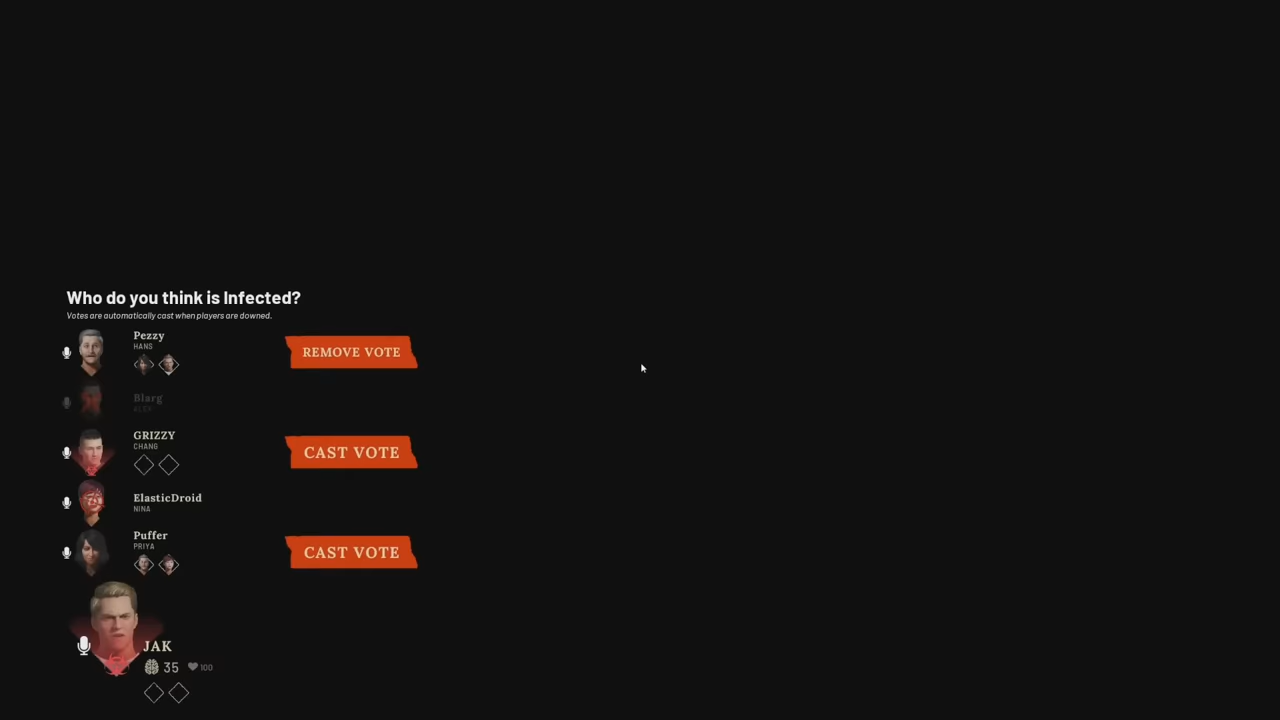 Who do you think is Infected?
Votes are automatically cast when players are downed.
Pezzy
HANS
REMOVE VOTE
Blarg
ALEX
GRIZZY
CHANG
CAST VOTE
ElasticDroid
NINA
Puffer
PRIYA
CAST VOTE
JAK
35 100